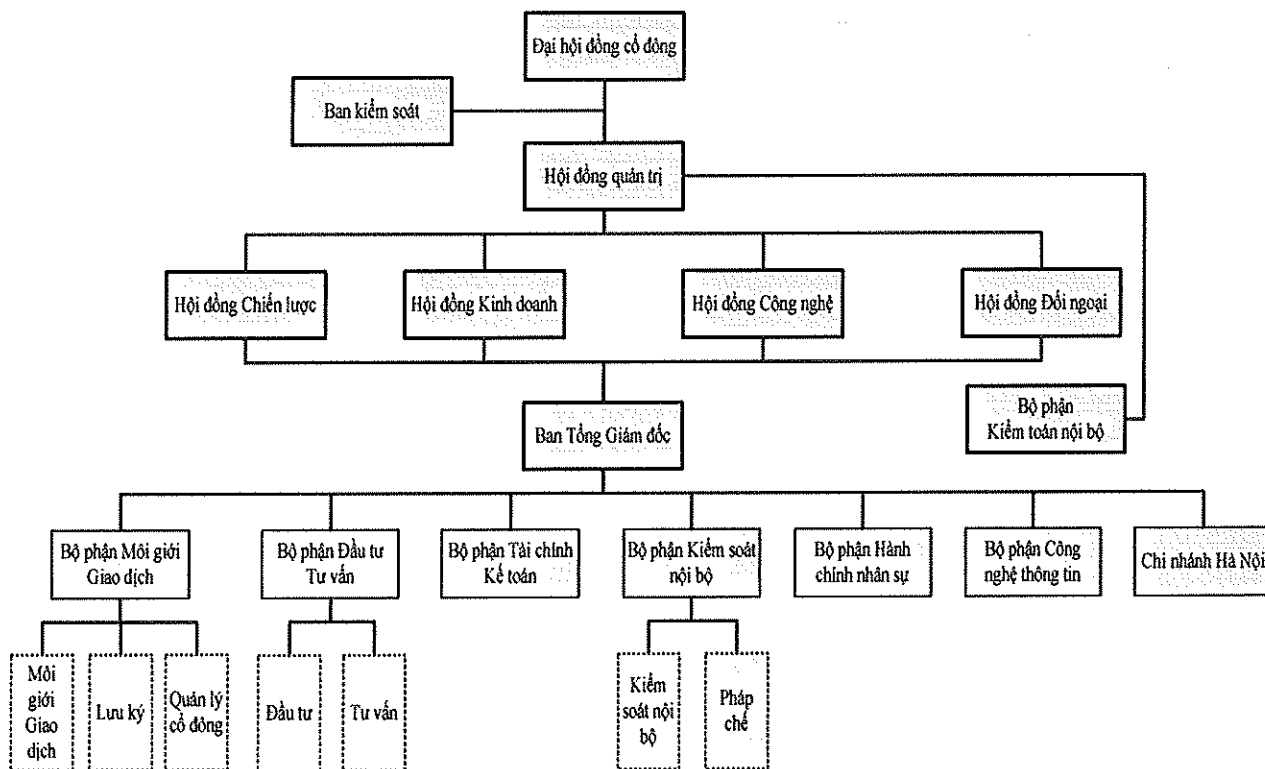 Đại hội đồng cổ đông
Ban kiểm soát
Hội đồng quản trị
Hội đồng Chiến lược
Hội đồng Kinh doanh
Hội đồng Công nghệ
Hội đồng Đối ngoại
Ban Tổng Giám đốc
Bộ phận
Kiểm toán nội bộ
Bộ phận Môi giới
Giao dịch
Bộ phận Đầu tư
Tư vấn
Bộ phận Tài chính
Kế toán
Bộ phận Kiểm soát
nội bộ
Bộ phận Hành
chính nhân sự
Bộ phận Công
nghệ thông tin
Chi nhánh Hà Nội
Môi
giới
Giao
dịch
Lưu ký
Quản lý
cổ đông
Đầu tư
Tư vấn
Kiểm
soát nội
bộ
Pháp
chế